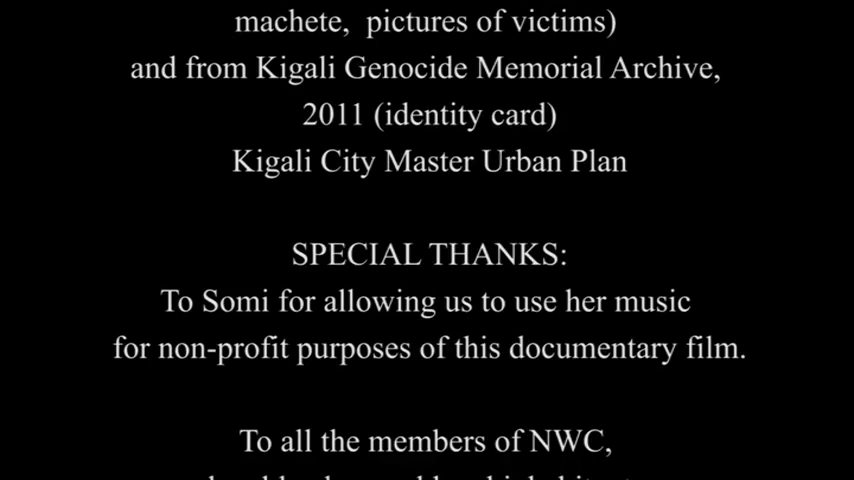 machete,  pictures of victims)
and from Kigali Genocide Memorial Archive,
2011 (identity card)
Kigali City Master Urban Plan
SPECIAL THANKS:
To Somi for allowing us to use her music
for non-profit purposes of this documentary film.
To all the members of NWC,